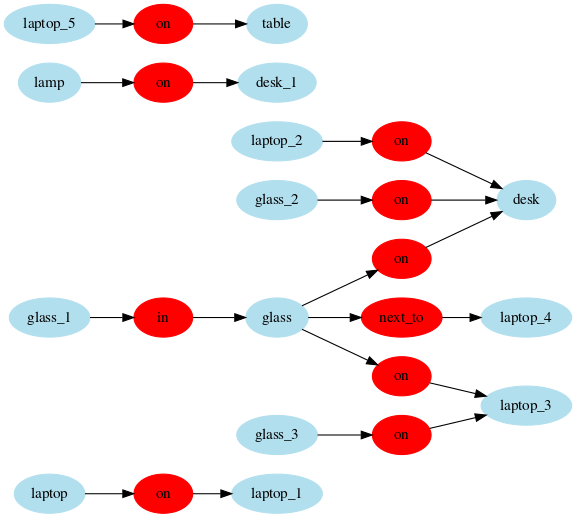 laptop_5 on table
lamp on desk_1
laptop_2 on
glass_2 on desk
on
glass_1 in glass next_to laptop_4
on
laptop_3
glass_3 on
laptop on laptop_1